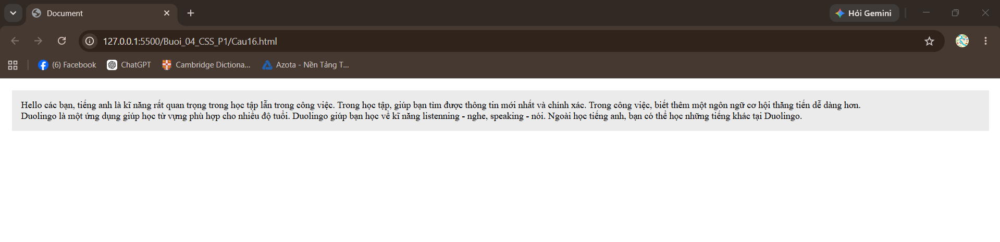 Document
Hỏi Gemini
127.0.0.1:5500/Buoi_04_CSS_P1/Cau16.html
(6) Facebook
ChatGPT
Cambridge Dictiona...
Azota - Nền Tảng T...
Hello các bạn, tiếng anh là kĩ năng rất quan trọng trong học tập lẫn trong công việc. Trong học tập, giúp bạn tìm được thông tin mới nhất và chính xác. Trong công việc, biết thêm một ngôn ngữ cơ hội thăng tiến dễ dàng hơn.
Duolingo là một ứng dụng giúp học từ vựng phù hợp cho nhiều độ tuổi. Duolingo giúp bạn học về kĩ năng listenning - nghe, speaking - nói. Ngoài học tiếng anh, bạn có thể học những tiếng khác tại Duolingo.